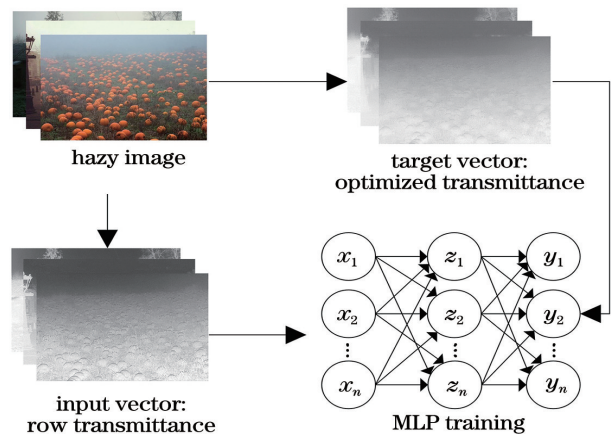 hazy image
target vector:
optimized transmittance
input vector:
row transmittance
x₁ z₁ y₁
x₂ z₂ y₂
⋮ ⋮ ⋮
xₙ zₙ yₙ
MLP training